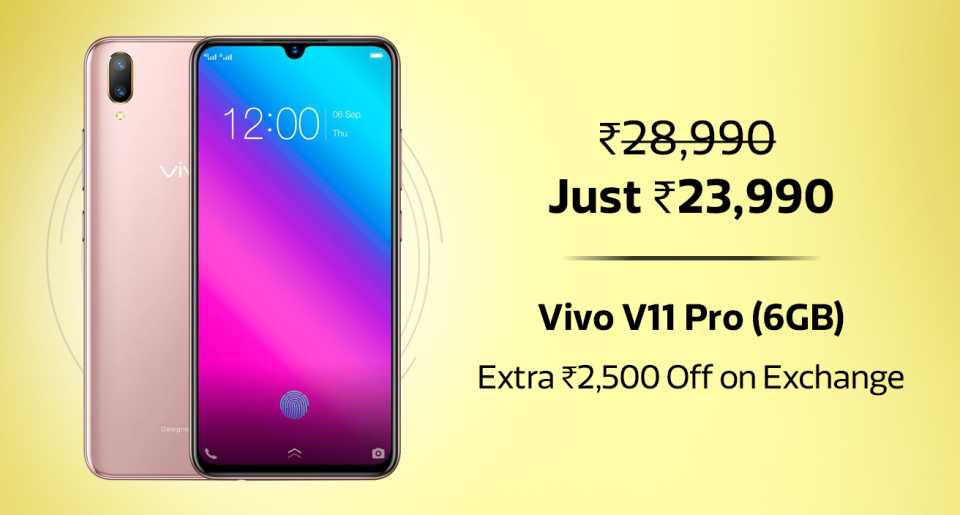 12:00
06 Sep
Thu
₹28,990
Just ₹23,990
Vivo V11 Pro (6GB)
Extra ₹2,500 Off on Exchange